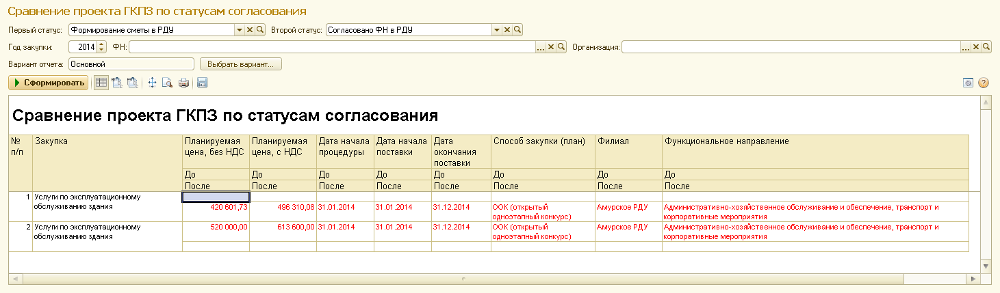 Сравнение проекта ГКПЗ по статусам согласования
Первый статус: Формирование сметы в РДУ Второй статус: Согласовано ФН в РДУ
Год закупки: 2014 ФН: Организация:
Вариант отчета: Основной Выбрать вариант...
Сформировать
Сравнение проекта ГКПЗ по статусам согласования
№ п/п Закупка Планируемая цена, без НДС Планируемая цена, с НДС Дата начала процедуры Дата начала поставки Дата окончания поставки Способ закупки (план) Филиал Функциональное направление
До До До До До До До До
После После После После После После После После
1 Услуги по эксплуатационному обслуживанию здания
420 601,73 496 310,08 31.01.2014 31.01.2014 31.12.2014 ООК (открытый одноэтапный конкурс) Амурское РДУ Административно-хозяйственное обслуживание и обеспечение, транспорт и корпоративные мероприятия
2 Услуги по эксплуатационному обслуживанию здания 520 000,00 613 600,00 31.01.2014 31.01.2014 31.12.2014 ООК (открытый одноэтапный конкурс) Амурское РДУ Административно-хозяйственное обслуживание и обеспечение, транспорт и корпоративные мероприятия